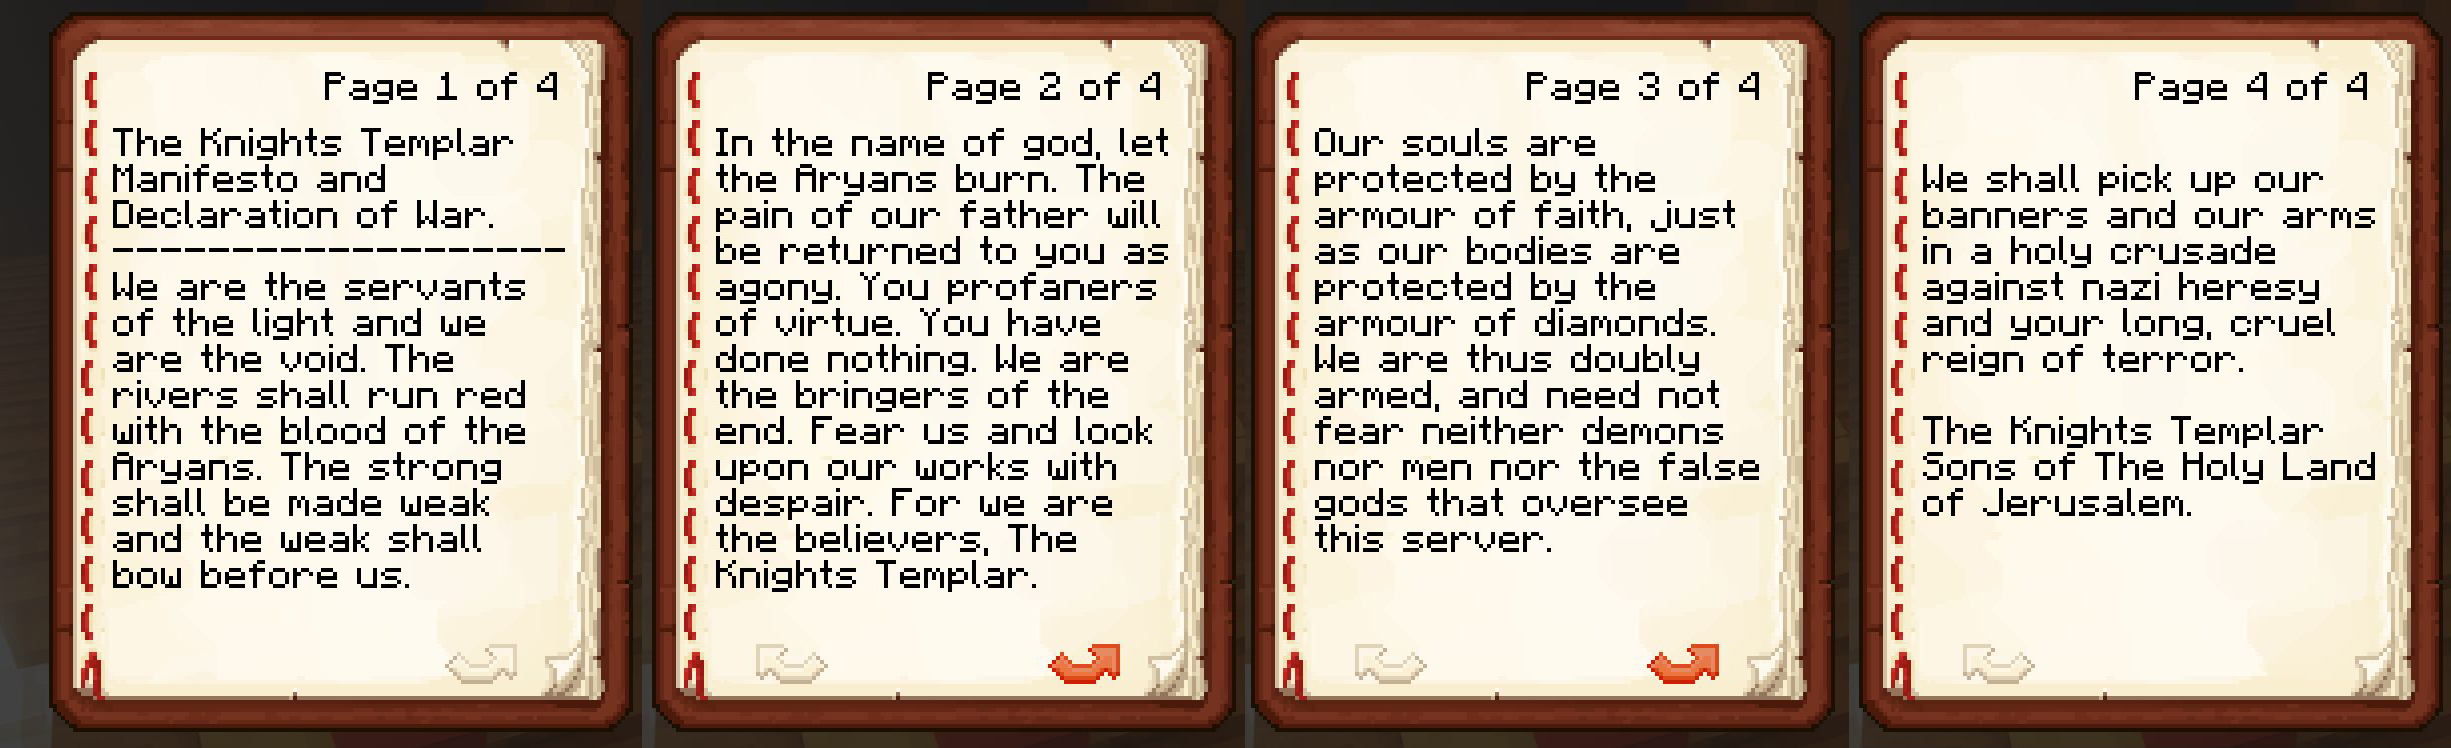 Page 1 of 4
The Knights Templar
Manifesto and
Declaration of War.
-------------------
We are the servants
of the light and we
are the void. The
rivers shall run red
with the blood of the
Aryans. The strong
shall be made weak
and the weak shall
bow before us.
Page 2 of 4
In the name of god, let
the Aryans burn. The
pain of our father will
be returned to you as
agony. You profaners
of virtue. You have
done nothing. We are
the bringers of the
end. Fear us and look
upon our works with
despair. For we are
the believers, The
Knights Templar.
Page 3 of 4
Our souls are
protected by the
armour of faith, just
as our bodies are
protected by the
armour of diamonds.
We are thus doubly
armed, and need not
fear neither demons
nor men nor the false
gods that oversee
this server.
Page 4 of 4
We shall pick up our
banners and our arms
in a holy crusade
against nazi heresy
and your long, cruel
reign of terror.
The Knights Templar
Sons of The Holy Land
of Jerusalem.